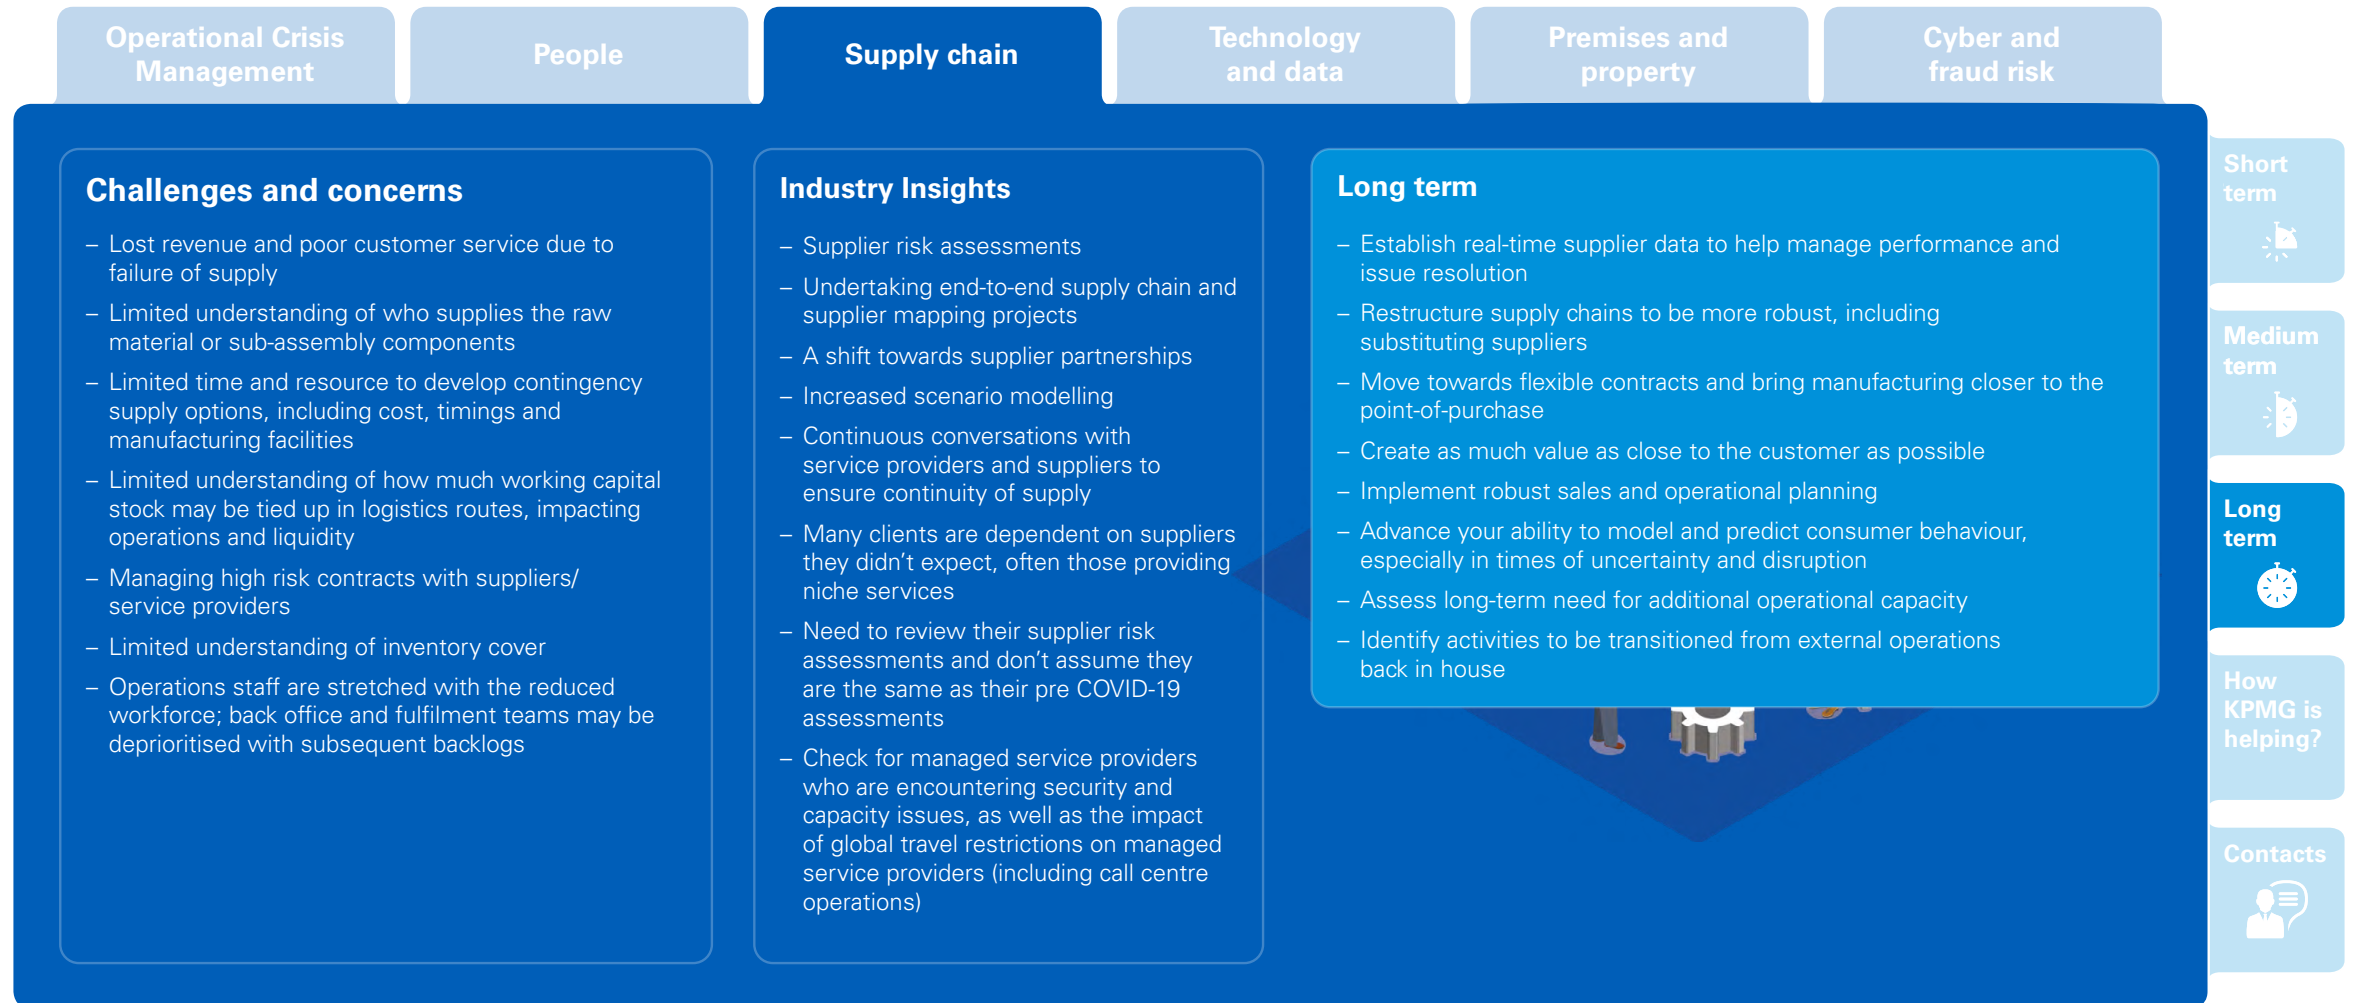 Operational Crisis
Management
People
Supply chain
Technology
and data
Premises and
property
Cyber and
fraud risk
Challenges and concerns
– Lost revenue and poor customer service due to
failure of supply
– Limited understanding of who supplies the raw
material or sub-assembly components
– Limited time and resource to develop contingency
supply options, including cost, timings and
manufacturing facilities
– Limited understanding of how much working capital
stock may be tied up in logistics routes, impacting
operations and liquidity
– Managing high risk contracts with suppliers/
service providers
– Limited understanding of inventory cover
– Operations staff are stretched with the reduced
workforce; back office and fulfilment teams may be
deprioritised with subsequent backlogs
Industry Insights
– Supplier risk assessments
– Undertaking end-to-end supply chain and
supplier mapping projects
– A shift towards supplier partnerships
– Increased scenario modelling
– Continuous conversations with
service providers and suppliers to
ensure continuity of supply
– Many clients are dependent on suppliers
they didn't expect, often those providing
niche services
– Need to review their supplier risk
assessments and don't assume they
are the same as their pre COVID-19
assessments
– Check for managed service providers
who are encountering security and
capacity issues, as well as the impact
of global travel restrictions on managed
service providers (including call centre
operations)
Long term
– Establish real-time supplier data to help manage performance and
issue resolution
– Restructure supply chains to be more robust, including
substituting suppliers
– Move towards flexible contracts and bring manufacturing closer to the
point-of-purchase
– Create as much value as close to the customer as possible
– Implement robust sales and operational planning
– Advance your ability to model and predict consumer behaviour,
especially in times of uncertainty and disruption
– Assess long-term need for additional operational capacity
– Identify activities to be transitioned from external operations
back in house
Short
term
Medium
term
Long
term
How
KPMG is
helping?
Contacts